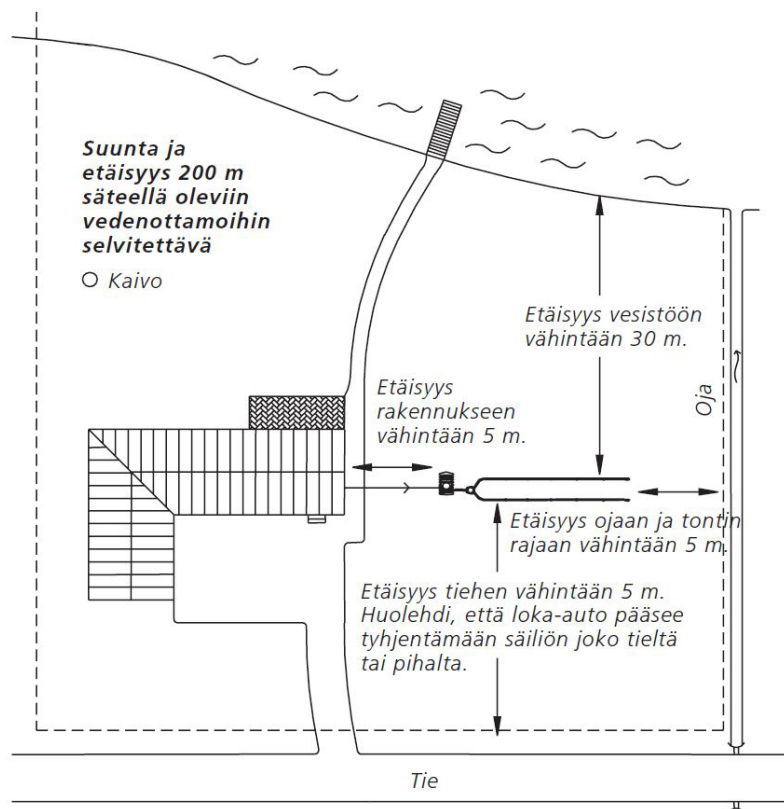 Suunta ja
etäisyys 200 m
säteellä oleviin
vedenottamoihin
selvitettävä
Kaivo
Etäisyys vesistöön
vähintään 30 m.
Etäisyys
rakennukseen
vähintään 5 m.
Oja
Etäisyys ojaan ja tontin
rajaan vähintään 5 m.
Etäisyys tiehen vähintään 5 m.
Huolehdi, että loka-auto pääsee
tyhjentämään säiliön joko tieltä
tai pihalta.
Tie